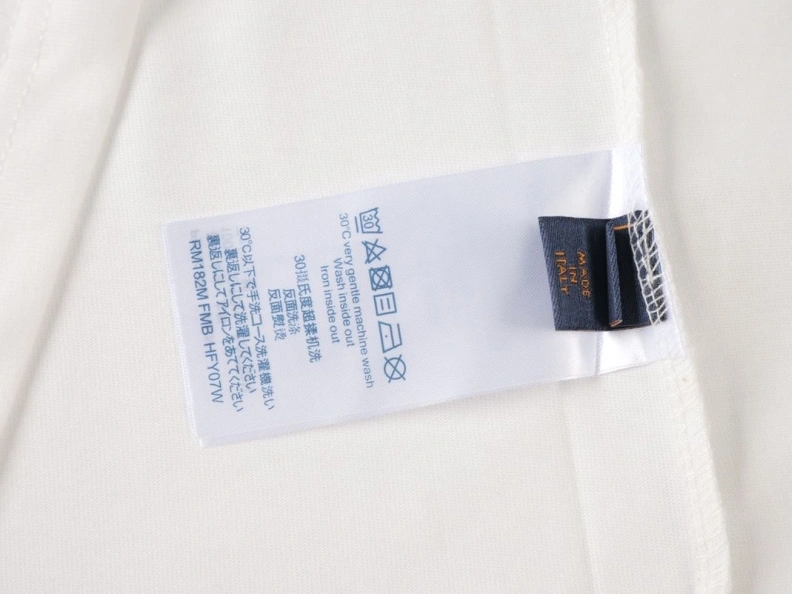 30
30°C very gentle machine wash
Wash inside out
Iron inside out
30摄氏度超揉机洗
反面洗涤
反面熨烫
30℃以下で手洗コース洗濯機洗い
裏返しにして洗濯してください
裏返しにしてアイロンをあててください
RM182M FMB HFY07W
MADE
IN
ITALY